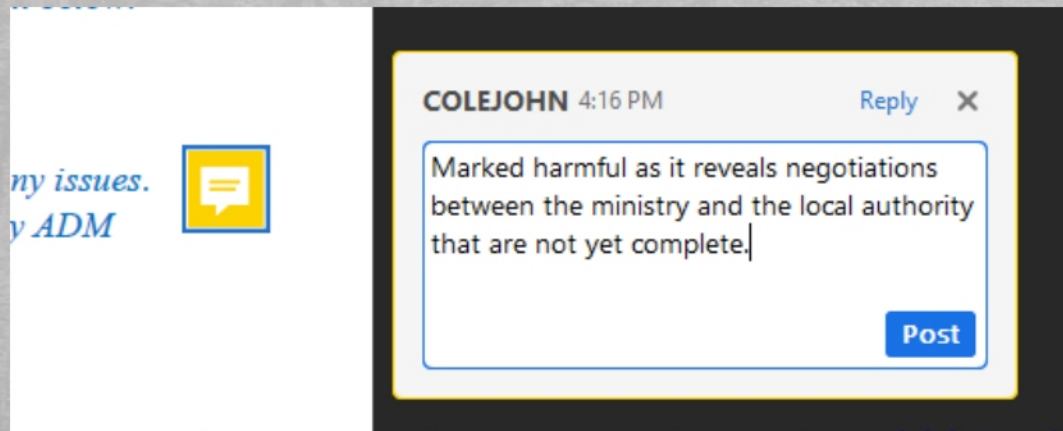 COLEJOHN 4:16 PM Reply
Marked harmful as it reveals negotiations
between the ministry and the local authority
that are not yet complete.
Post
ny issues.
y ADM